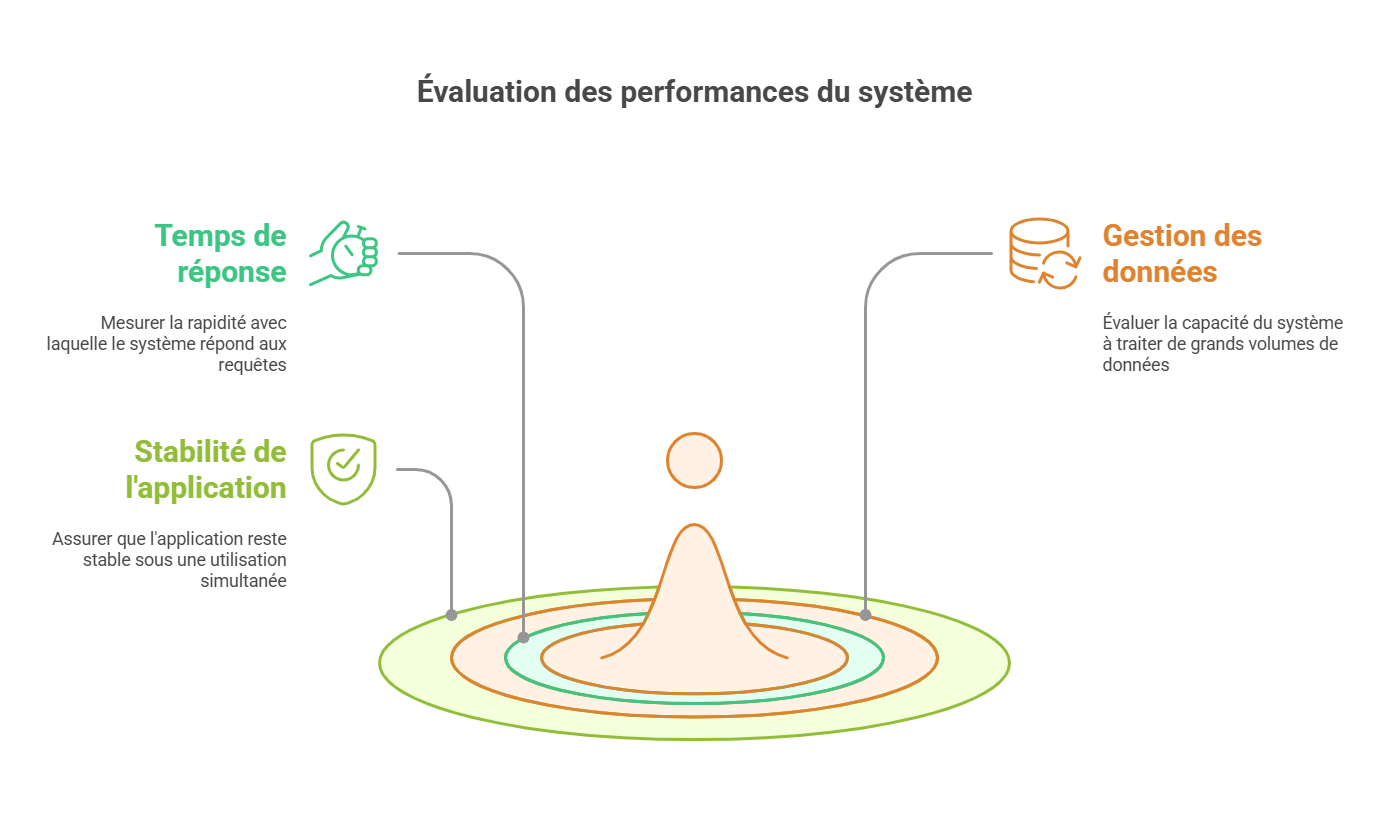 Évaluation des performances du système
Temps de
réponse
Mesurer la rapidité avec
laquelle le système répond aux
requêtes
Gestion des
données
Évaluer la capacité du système
à traiter de grands volumes de
données
Stabilité de
l'application
Assurer que l'application reste
stable sous une utilisation
simultanée